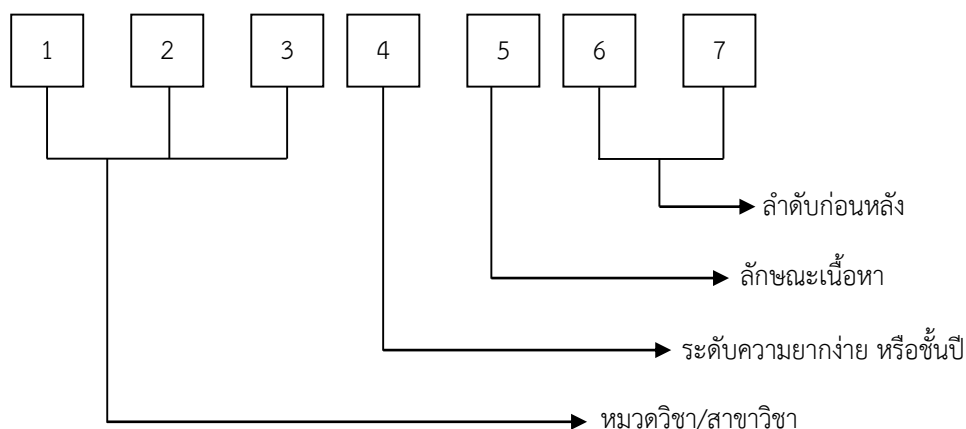 1 2 3 4 5 6 7
ลำดับก่อนหลัง
ลักษณะเนื้อหา
ระดับความยากง่าย หรือชั้นปี
หมวดวิชา/สาขาวิชา